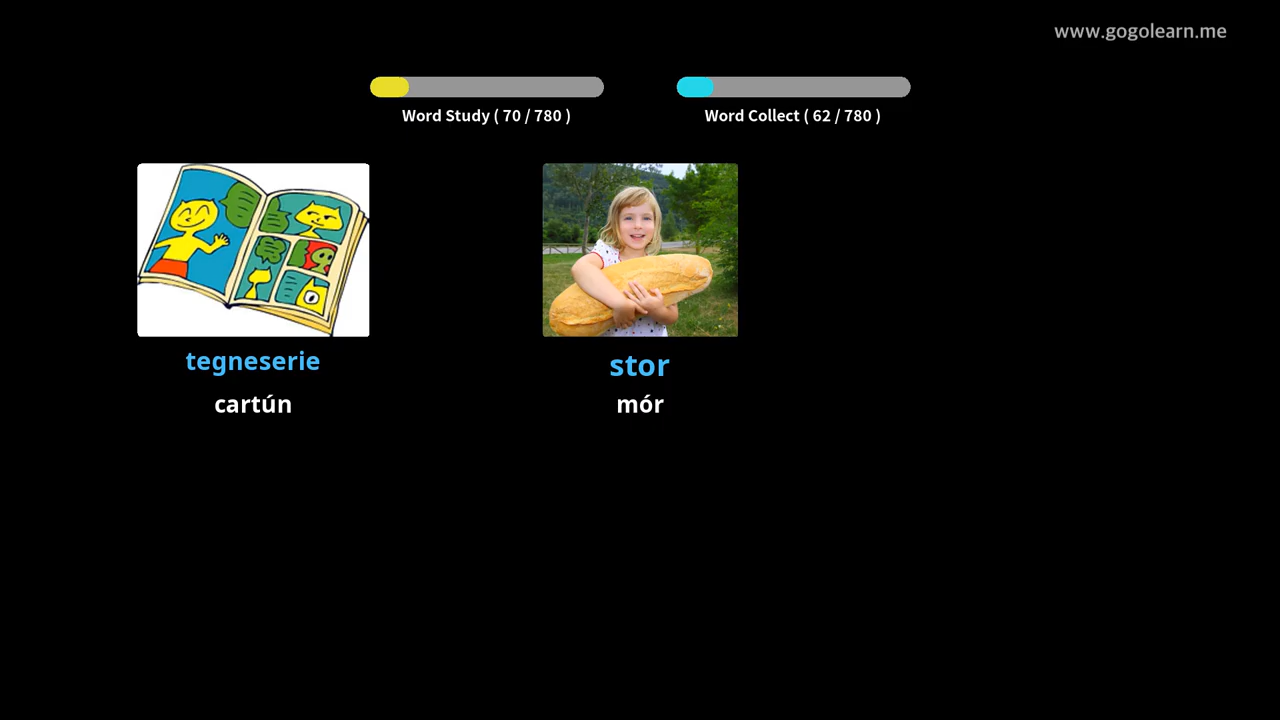 www.gogolearn.me
Word Study ( 70 / 780 )
Word Collect ( 62 / 780 )
tegneserie
cartún
stor
mór